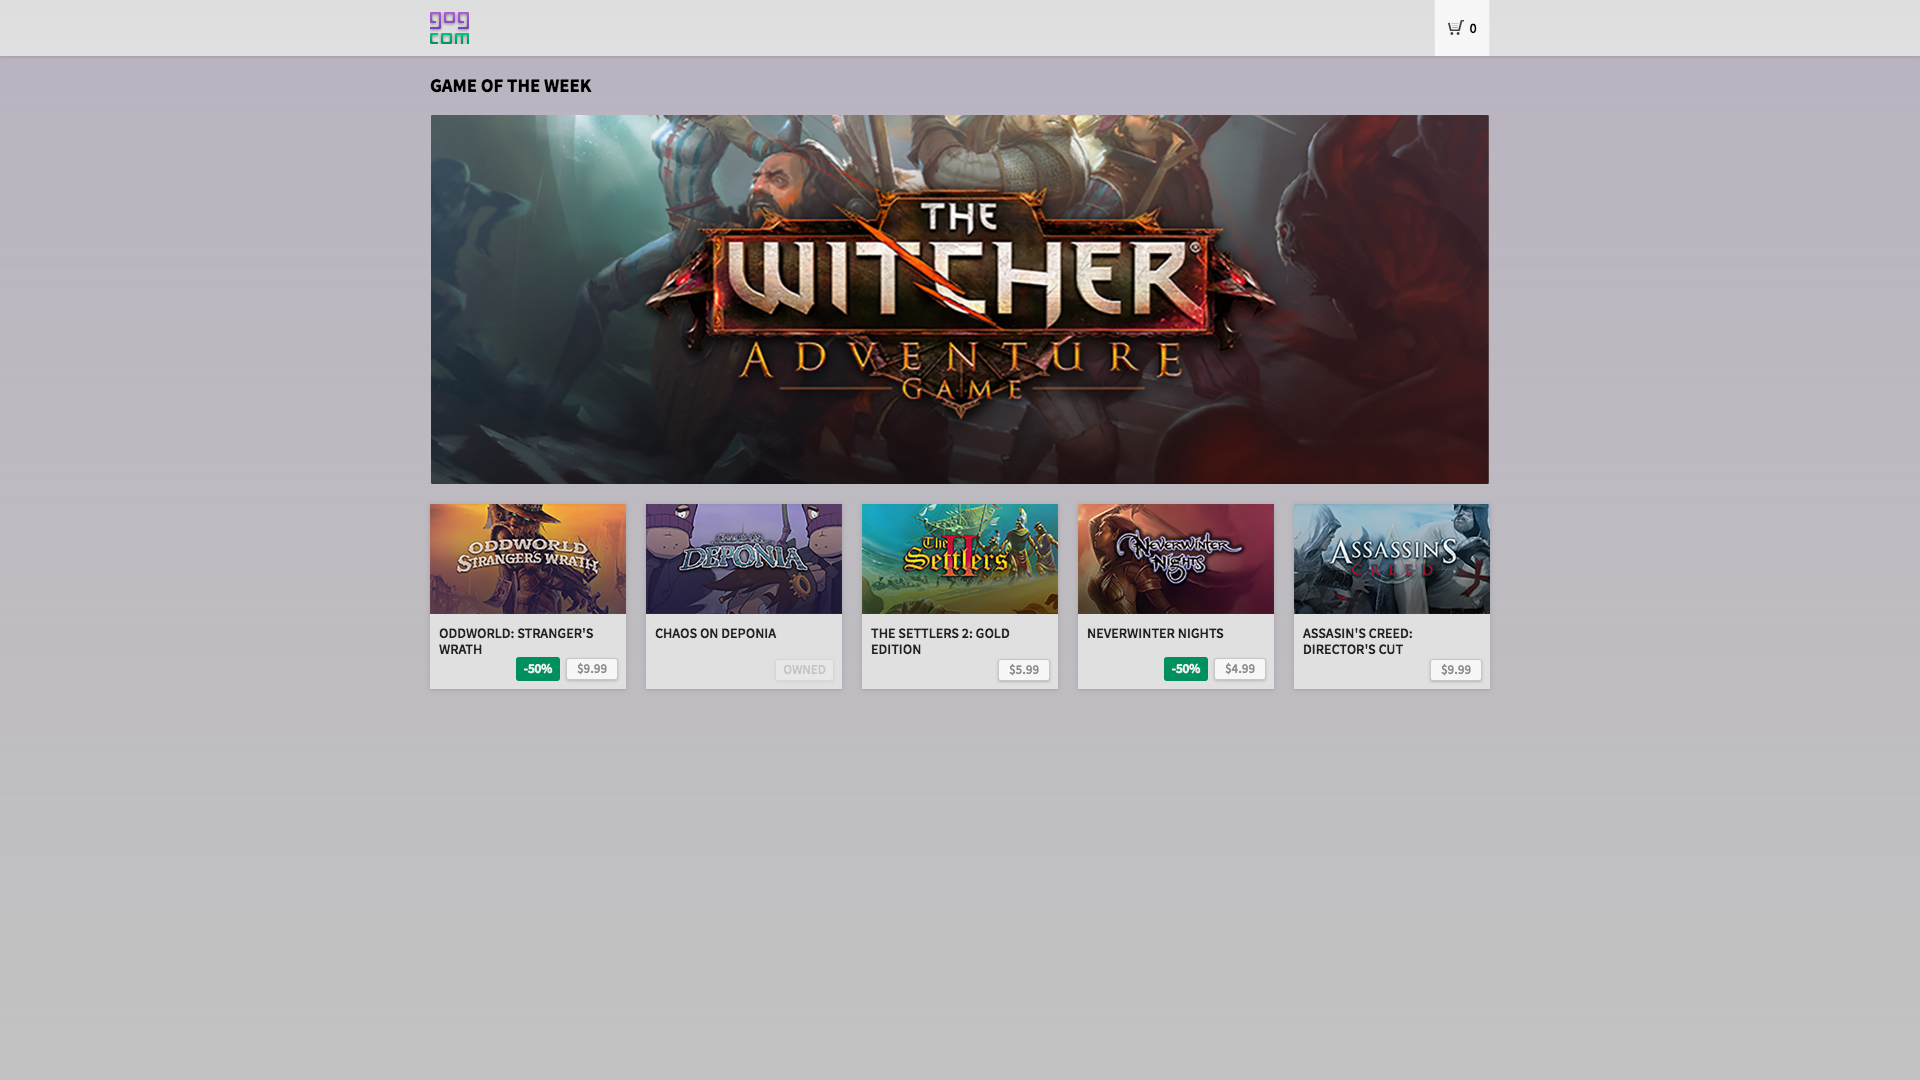 gog
com
0
GAME OF THE WEEK
THE
WITCHER®
ADVENTURE
GAME
ODDWORLD
STRANGER'S WRATH
DEPONIA
The
Settlers
II
Neverwinter
Nights
ASSASSIN'S
CREED
ODDWORLD: STRANGER'S
WRATH
-50% $9.99
CHAOS ON DEPONIA
OWNED
THE SETTLERS 2: GOLD
EDITION
$5.99
NEVERWINTER NIGHTS
-50% $4.99
ASSASIN'S CREED:
DIRECTOR'S CUT
$9.99